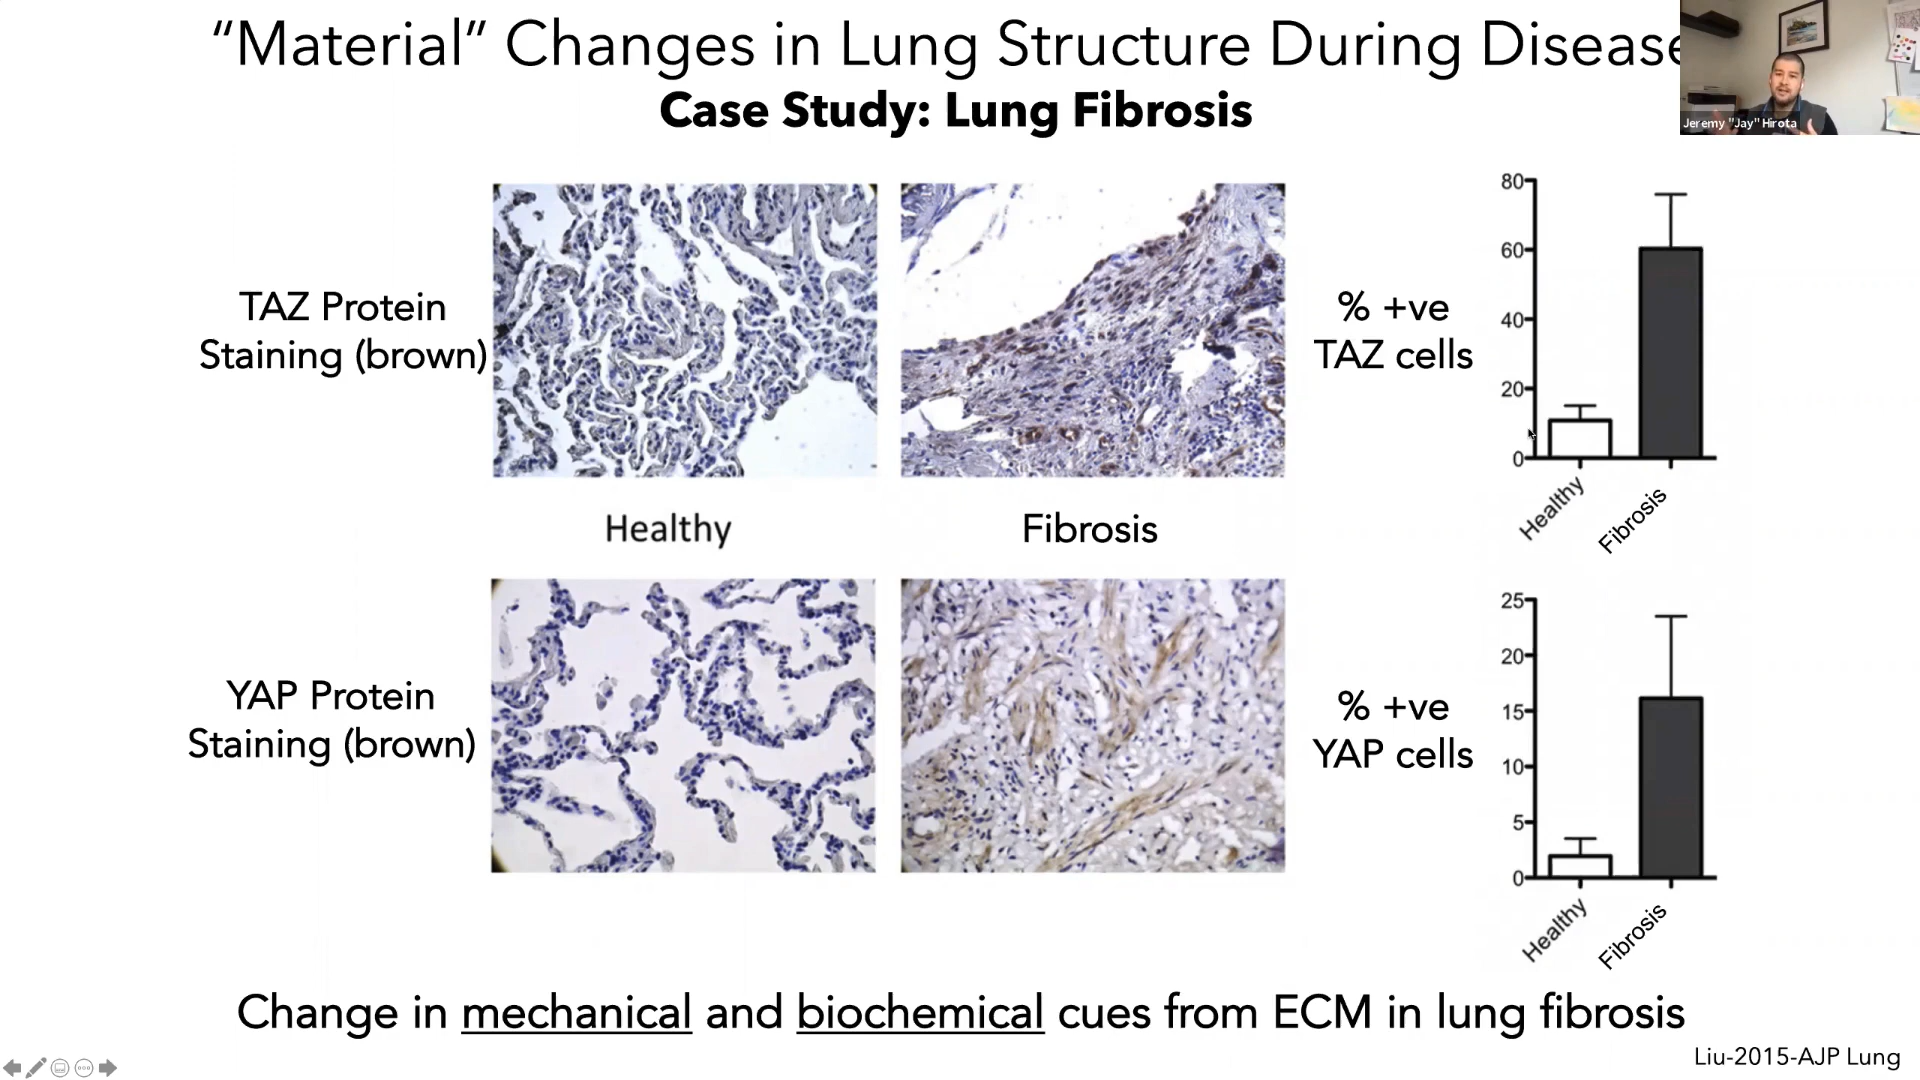 “Material” Changes in Lung Structure During Disease
Case Study: Lung Fibrosis
Jeremy "Jay" Hirota
TAZ Protein
Staining (brown)
% +ve
TAZ cells
80
60
40
20
0
Healthy
Fibrosis
Healthy
Fibrosis
YAP Protein
Staining (brown)
% +ve
YAP cells
25
20
15
10
5
0
Healthy
Fibrosis
Change in mechanical and biochemical cues from ECM in lung fibrosis
Liu-2015-AJP Lung